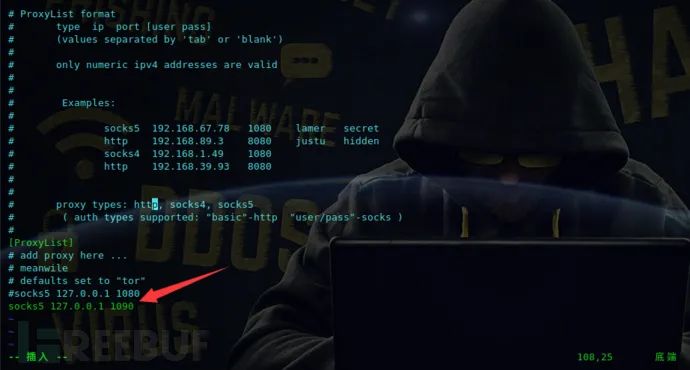 # ProxyList format
#       type  ip  port [user pass]
#       (values separated by 'tab' or 'blank')
#
#       only numeric ipv4 addresses are valid
#
#
#        Examples:
#
#               socks5  192.168.67.78   1080    lamer   secret
#               http    192.168.89.3    8080    justu   hidden
#               socks4  192.168.1.49    1080
#               http    192.168.39.93   8080
#
#
#       proxy types: http, socks4, socks5
#        ( auth types supported: "basic"-http  "user/pass"-socks )
#
[ProxyList]
# add proxy here ...
# meanwile
# defaults set to "tor"
#socks5 127.0.0.1 1080
socks5 127.0.0.1 1090
~
~
~
-- 插入 --
108,25
底端
MALWARE
DDOS
VIRUS
REEBUF